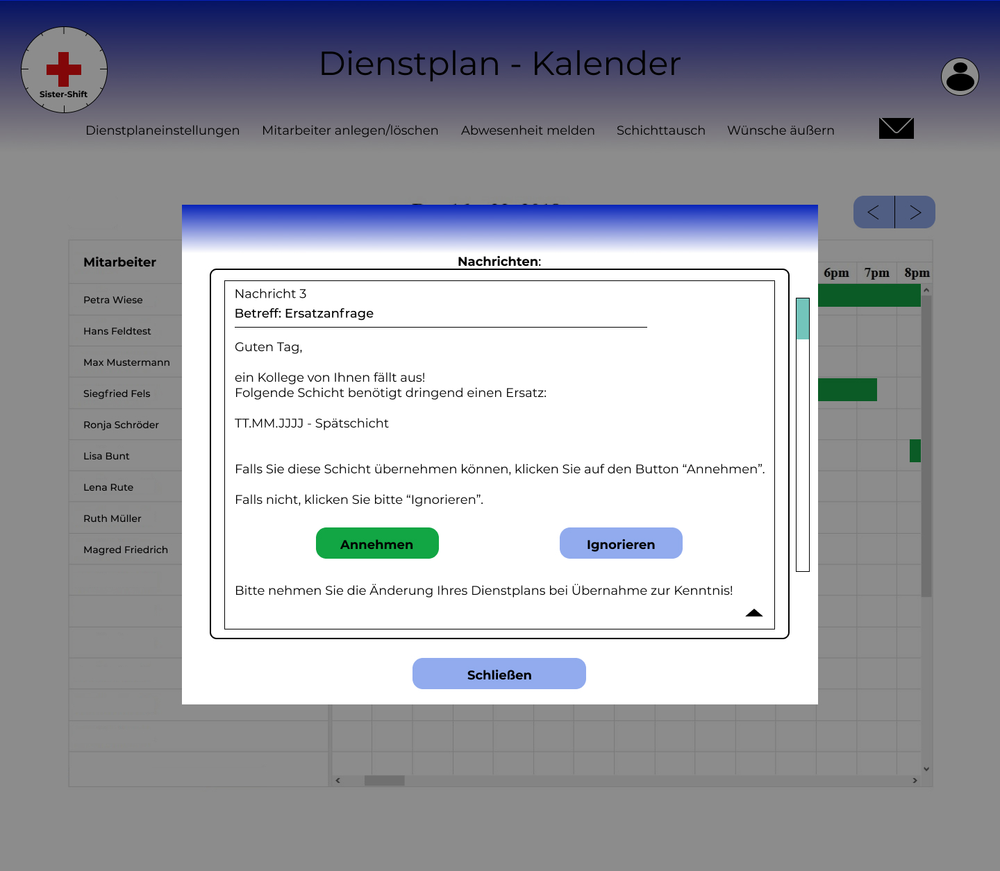 Dienstplan - Kalender
Sister-Shift
Dienstplaneinstellungen Mitarbeiter anlegen/löschen Abwesenheit melden Schichttausch Wünsche äußern
Nachrichten:
Mitarbeiter
6pm 7pm 8pm
Petra Wiese
Hans Feldtest
Max Mustermann
Siegfried Fels
Ronja Schröder
Lisa Bunt
Lena Rute
Ruth Müller
Magred Friedrich
Nachricht 3
Betreff: Ersatzanfrage
Guten Tag,
ein Kollege von Ihnen fällt aus!
Folgende Schicht benötigt dringend einen Ersatz:
TT.MM.JJJJ - Spätschicht
Falls Sie diese Schicht übernehmen können, klicken Sie auf den Button “Annehmen”.
Falls nicht, klicken Sie bitte “Ignorieren”.
Annehmen Ignorieren
Bitte nehmen Sie die Änderung Ihres Dienstplans bei Übernahme zur Kenntnis!
Schließen